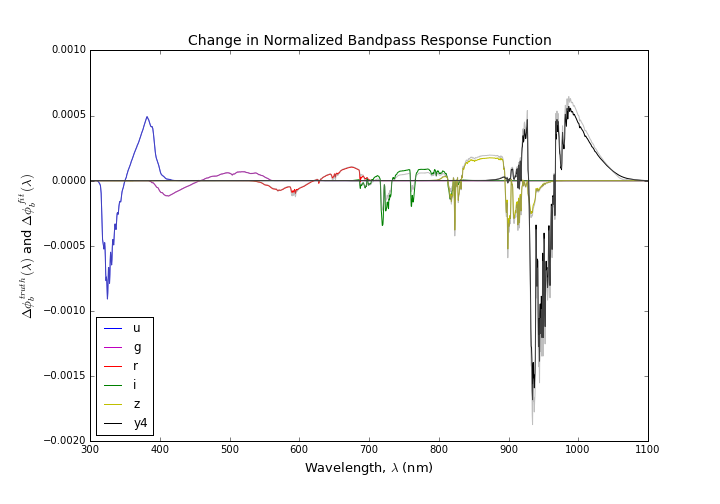 Change in Normalized Bandpass Response Function
0.0010
0.0005
0.0000
−0.0005
−0.0010
−0.0015
−0.0020
Δϕ_b^{truth}(λ) and Δϕ_b^{fit}(λ)
u
g
r
i
z
y4
300 400 500 600 700 800 900 1000 1100
Wavelength, λ (nm)